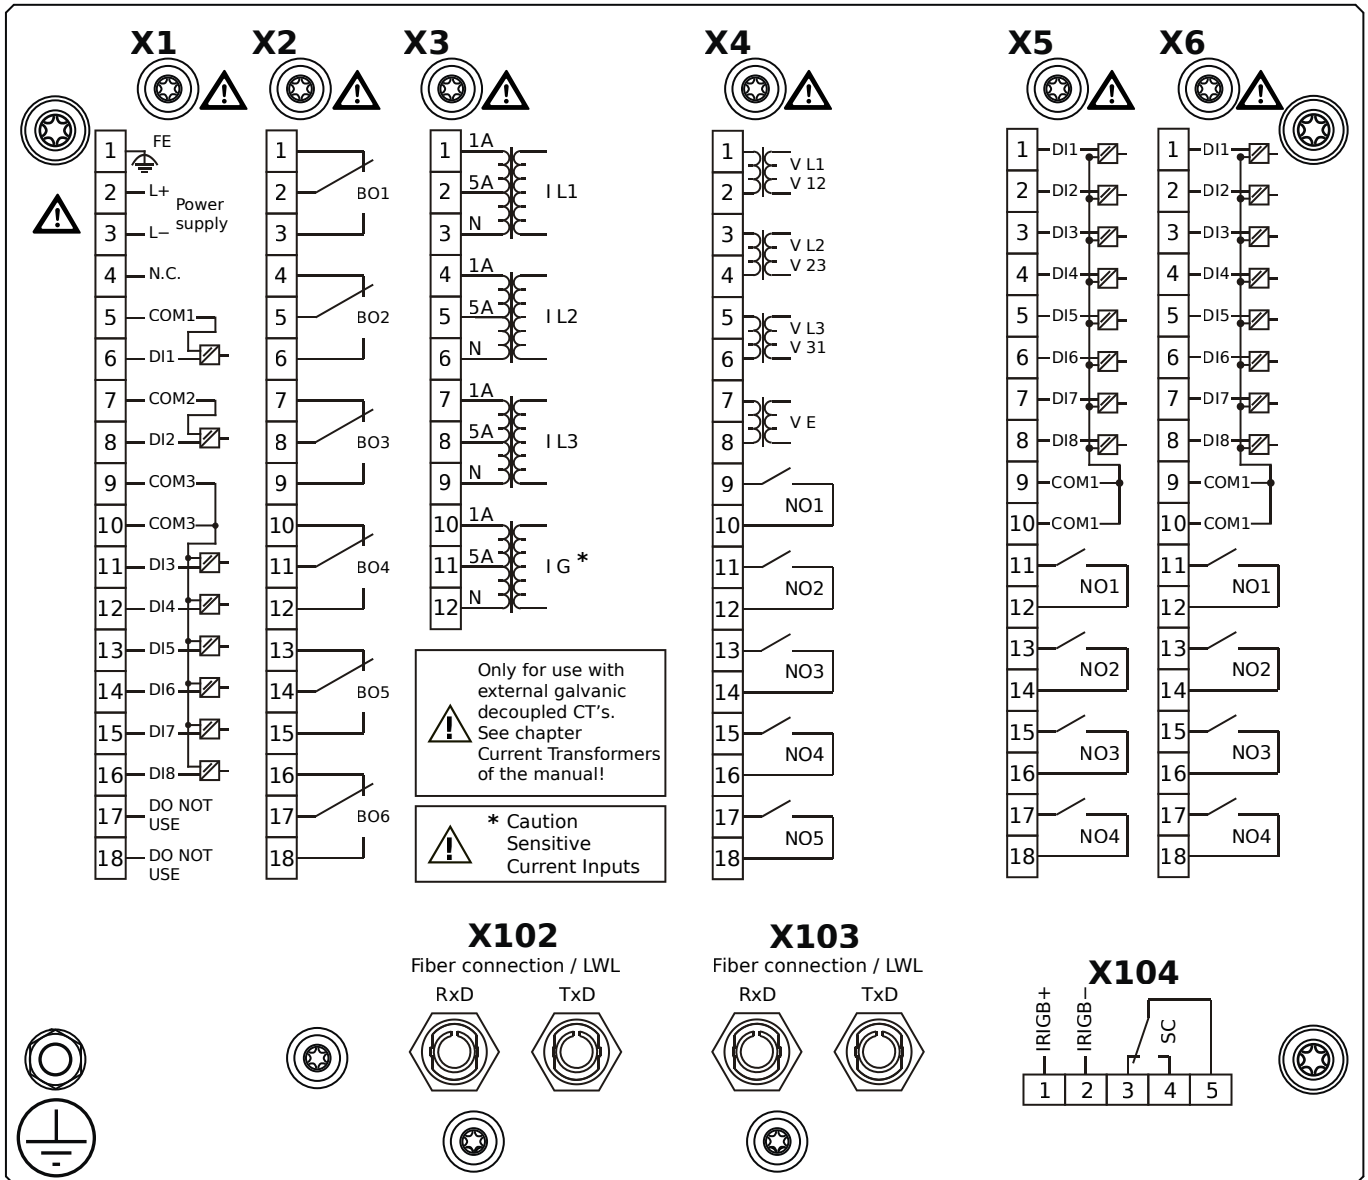 X1
X2
X3
X4
X5
X6
1 FE
2 L+
Power
supply
3 L−
4 N.C.
5 COM1
6 DI1
7 COM2
8 DI2
9 COM3
10 COM3
11 DI3
12 DI4
13 DI5
14 DI6
15 DI7
16 DI8
17 DO NOT
USE
18 DO NOT
USE
1
2 BO1
3
4
5 BO2
6
7
8 BO3
9
10
11 BO4
12
13
14 BO5
15
16
17 BO6
18
1 1A
2 5A I L1
3 N
4 1A
5 5A I L2
6 N
7 1A
8 5A I L3
9 N
10 1A
11 5A I G *
12 N
Only for use with
external galvanic
decoupled CT's.
See chapter
Current Transformers
of the manual!
* Caution
Sensitive
Current Inputs
1 V L1
2 V 12
3 V L2
4 V 23
5 V L3
6 V 31
7
V E
8
9
NO1
10
11
NO2
12
13
NO3
14
15
NO4
16
17
NO5
18
1 DI1
2 DI2
3 DI3
4 DI4
5 DI5
6 DI6
7 DI7
8 DI8
9 COM1
10 COM1
11
NO1
12
13
NO2
14
15
NO3
16
17
NO4
18
1 DI1
2 DI2
3 DI3
4 DI4
5 DI5
6 DI6
7 DI7
8 DI8
9 COM1
10 COM1
11
NO1
12
13
NO2
14
15
NO3
16
17
NO4
18
X102
Fiber connection / LWL
RxD TxD
X103
Fiber connection / LWL
RxD TxD
X104
IRIGB+
IRIGB−
SC
1 2 3 4 5